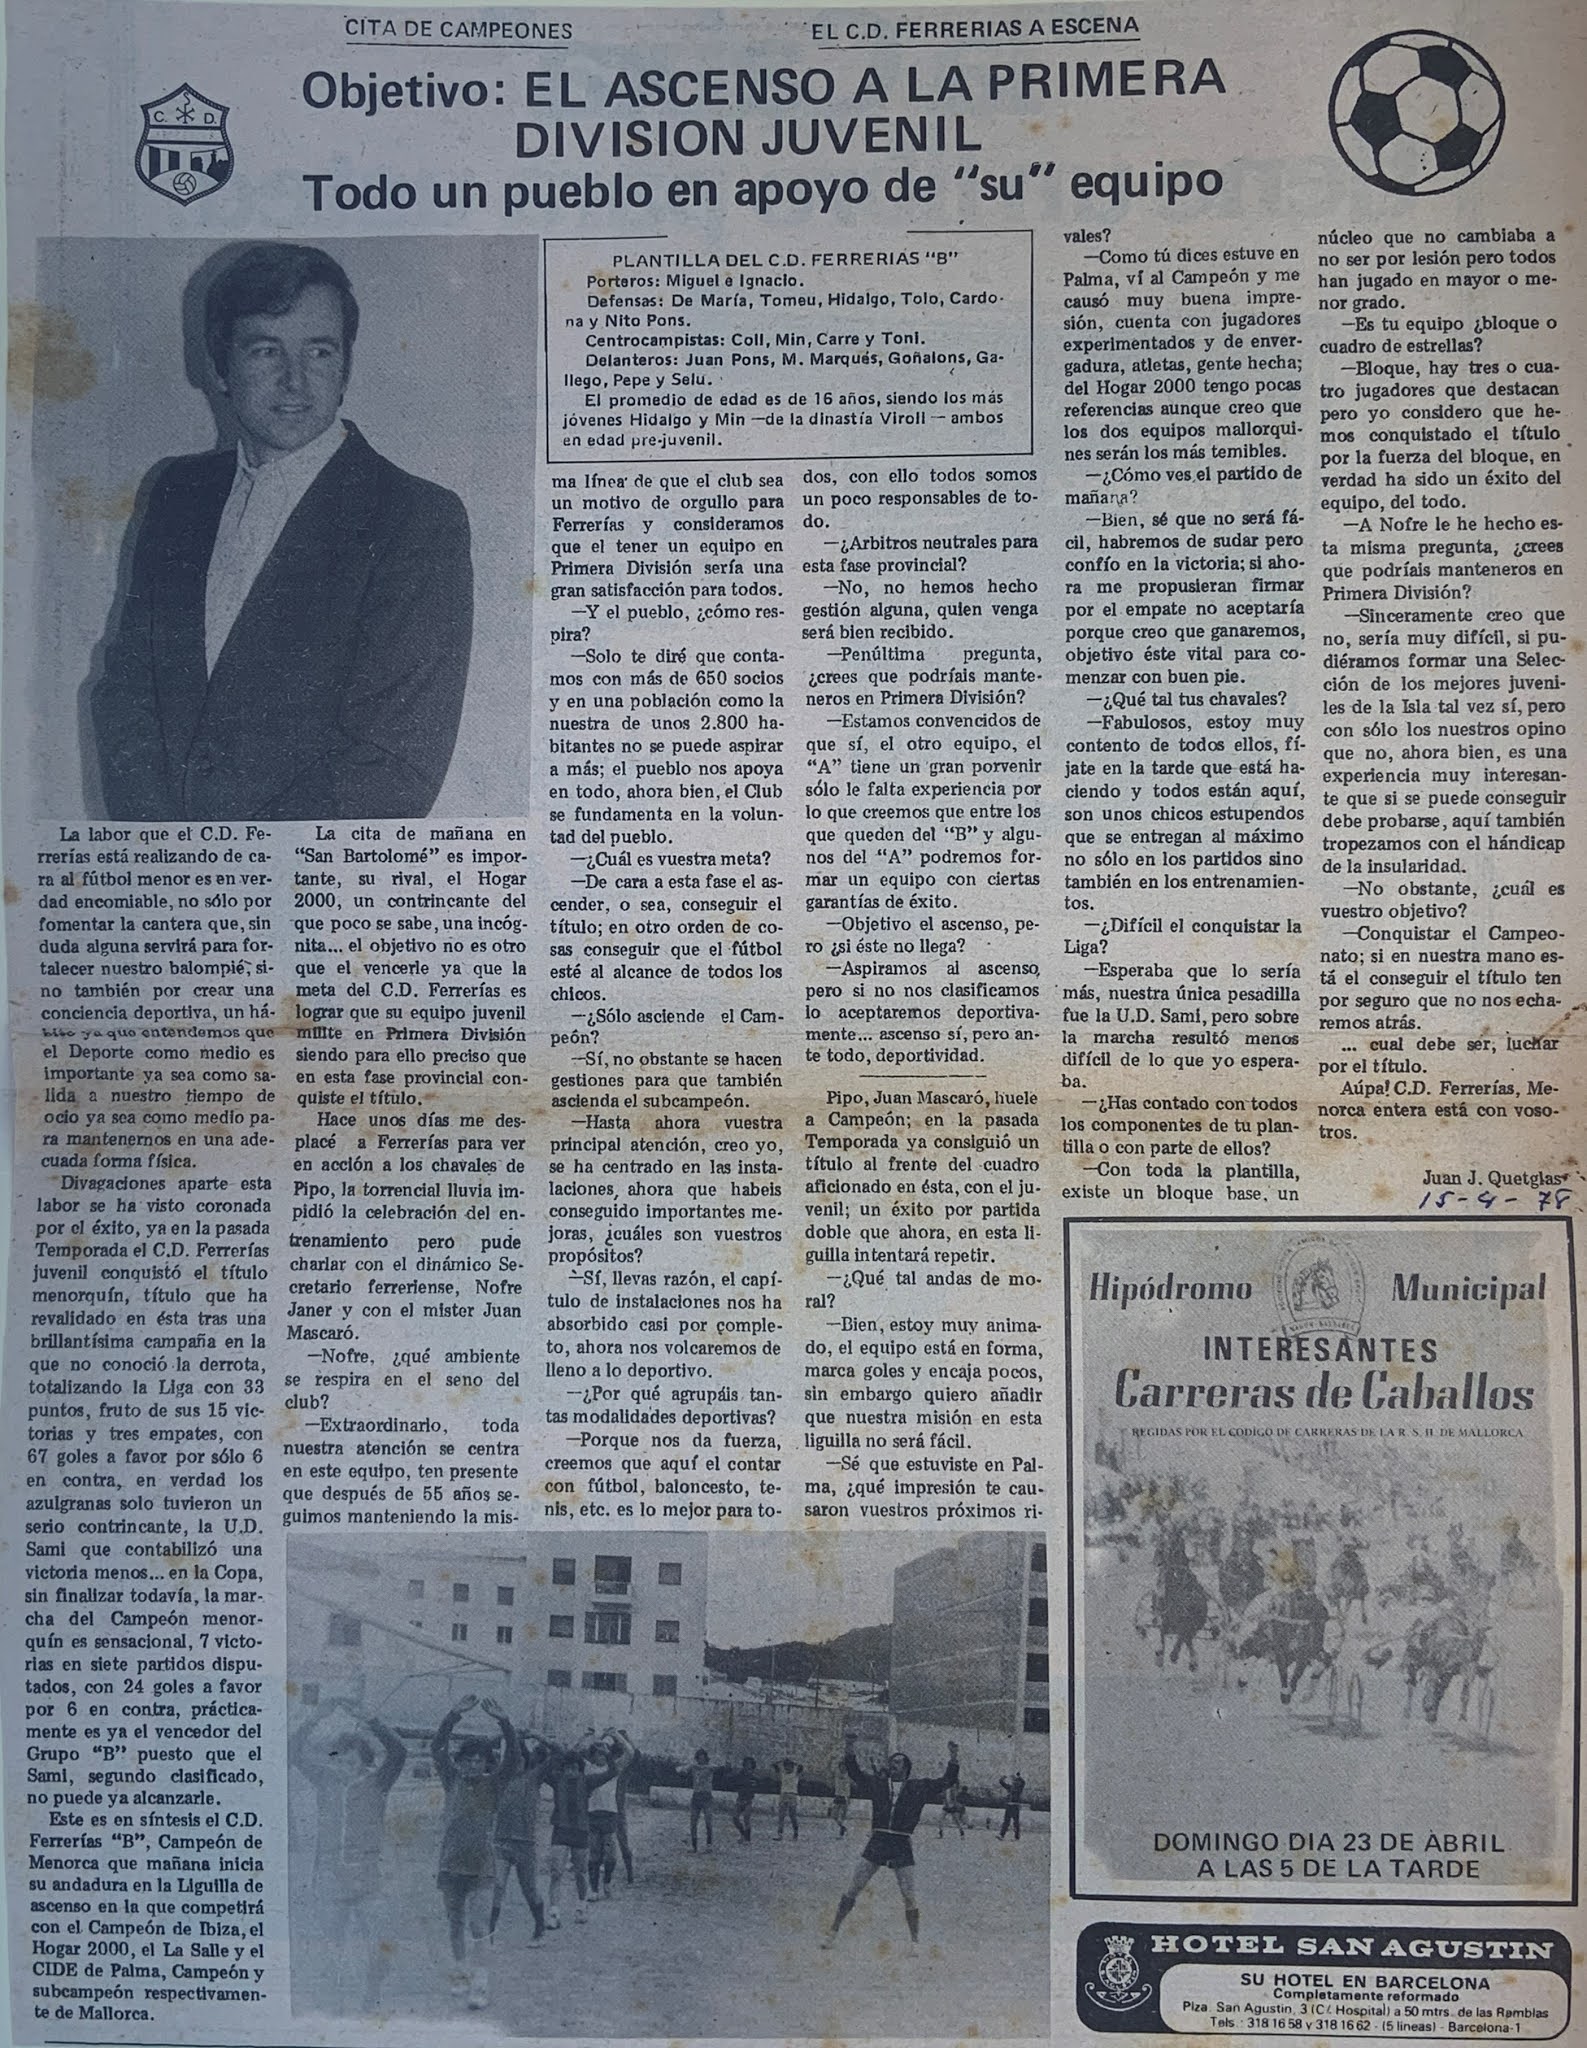 CITA DE CAMPEONES
EL C.D. FERRERIAS A ESCENA
Objetivo: EL ASCENSO A LA PRIMERA
DIVISION JUVENIL
Todo un pueblo en apoyo de “su” equipo
C. D.
PLANTILLA DEL C.D. FERRERIAS “B”
Porteros: Miguel e Ignacio.
Defensas: De María, Tomeu, Hidalgo, Tolo, Cardo-
na y Nito Pons.
Centrocampistas: Coll, Min, Carre y Toni.
Delanteros: Juan Pons, M. Marqués, Goñalons, Ga-
llego, Pepe y Selu.
El promedio de edad es de 16 años, siendo los más
jóvenes Hidalgo y Min —de la dinastía Viroll — ambos
en edad pre-juvenil.
La labor que el C.D. Fe-
rrerías está realizando de ca-
ra al fútbol menor es en ver-
dad encomiable, no sólo por
fomentar la cantera que, sin
duda alguna servirá para for-
talecer nuestro balompié, si-
no también por crear una
conciencia deportiva, un há-
bito ya que entendemos que
el Deporte como medio es
importante ya sea como sa-
lida a nuestro tiempo de
ocio ya sea como medio pa-
ra mantenernos en una ade-
cuada forma física.
Divagaciones aparte esta
labor se ha visto coronada
por el éxito, ya en la pasada
Temporada el C.D. Ferrerías
juvenil conquistó el título
menorquín, título que ha
revalidado en ésta tras una
brillantísima campaña en la
que no conoció la derrota,
totalizando la Liga con 33
puntos, fruto de sus 15 vic-
torias y tres empates, con
67 goles a favor por sólo 6
en contra, en verdad los
azulgranas solo tuvieron un
serio contrincante, la U.D.
Sami que contabilizó una
victoria menos... en la Copa,
sin finalizar todavía, la mar-
cha del Campeón menor-
quín es sensacional, 7 victo-
rias en siete partidos dispu-
tados, con 24 goles a favor
por 6 en contra, práctica-
mente es ya el vencedor del
Grupo “B” puesto que el
Sami, segundo clasificado,
no puede ya alcanzarle.
Este es en síntesis el C.D.
Ferrerías “B”, Campeón de
Menorca que mañana inicia
su andadura en la Liguilla de
ascenso en la que competirá
con el Campeón de Ibiza, el
Hogar 2000, el La Salle y el
CIDE de Palma, Campeón y
subcampeón respectivamen-
te de Mallorca.
La cita de mañana en
“San Bartolomé” es impor-
tante, su rival, el Hogar
2000, un contrincante del
que poco se sabe, una incóg-
nita... el objetivo no es otro
que el vencerle ya que la
meta del C.D. Ferrerías es
lograr que su equipo juvenil
milite en Primera División
siendo para ello preciso que
en esta fase provincial con-
quiste el título.
Hace unos días me des-
placé a Ferrerías para ver
en acción a los chavales de
Pipo, la torrencial lluvia im-
pidió la celebración del en-
trenamiento pero pude
charlar con el dinámico Se-
cretario ferreriense, Nofre
Janer y con el mister Juan
Mascaró.
—Nofre, ¿qué ambiente
se respira en el seno del
club?
—Extraordinario, toda
nuestra atención se centra
en este equipo, ten presente
que después de 55 años se-
guimos manteniendo la mis-
ma línea de que el club sea
un motivo de orgullo para
Ferrerías y consideramos
que el tener un equipo en
Primera División sería una
gran satisfacción para todos.
—Y el pueblo, ¿cómo res-
pira?
—Solo te diré que conta-
mos con más de 650 socios
y en una población como la
nuestra de unos 2.800 ha-
bitantes no se puede aspirar
a más; el pueblo nos apoya
en todo, ahora bien, el Club
se fundamenta en la volun-
tad del pueblo.
—¿Cuál es vuestra meta?
—De cara a esta fase el as-
cender, o sea, conseguir el
título; en otro orden de co-
sas conseguir que el fútbol
esté al alcance de todos los
chicos.
—¿Sólo asciende el Cam-
peón?
—Sí, no obstante se hacen
gestiones para que también
ascienda el subcampeón.
—Hasta ahora vuestra
principal atención, creo yo,
se ha centrado en las insta-
laciones, ahora que habeis
conseguido importantes me-
joras, ¿cuáles son vuestros
propósitos?
—Sí, llevas razón, el capí-
tulo de instalaciones nos ha
absorbido casi por comple-
to, ahora nos volcaremos de
lleno a lo deportivo.
—¿Por qué agrupáis tan-
tas modalidades deportivas?
—Porque nos da fuerza,
creemos que aquí el contar
con fútbol, baloncesto, te-
nis, etc. es lo mejor para to-
dos, con ello todos somos
un poco responsables de to-
do.
—¿Arbitros neutrales para
esta fase provincial?
—No, no hemos hecho
gestión alguna, quien venga
será bien recibido.
—Penúltima pregunta,
¿crees que podríais mante-
neros en Primera División?
—Estamos convencidos de
que sí, el otro equipo, el
“A” tiene un gran porvenir
sólo le falta experiencia por
lo que creemos que entre los
que queden del “B” y algu-
nos del “A” podremos for-
mar un equipo con ciertas
garantías de éxito.
—Objetivo el ascenso, pe-
ro ¿si éste no llega?
—Aspiramos al ascenso,
pero si no nos clasificamos
lo aceptaremos deportiva-
mente... ascenso sí, pero an-
te todo, deportividad.
Pipo, Juan Mascaró, huele
a Campeón; en la pasada
Temporada ya consiguió un
título al frente del cuadro
aficionado en ésta, con el ju-
venil; un éxito por partida
doble que ahora, en esta li-
guilla intentará repetir.
—¿Qué tal andas de mo-
ral?
—Bien, estoy muy anima-
do, el equipo está en forma,
marca goles y encaja pocos,
sin embargo quiero añadir
que nuestra misión en esta
liguilla no será fácil.
—Sé que estuviste en Pal-
ma, ¿qué impresión te cau-
saron vuestros próximos ri-
vales?
—Como tú dices estuve en
Palma, ví al Campeón y me
causó muy buena impre-
sión, cuenta con jugadores
experimentados y de enver-
gadura, atletas, gente hecha;
del Hogar 2000 tengo pocas
referencias aunque creo que
los dos equipos mallorqui-
nes serán los más temibles.
—¿Cómo ves el partido de
mañana?
—Bien, sé que no será fá-
cil, habremos de sudar pero
confío en la victoria; si aho-
ra me propusieran firmar
por el empate no aceptaría
porque creo que ganaremos,
objetivo éste vital para co-
menzar con buen pie.
—¿Qué tal tus chavales?
—Fabulosos, estoy muy
contento de todos ellos, fí-
jate en la tarde que está ha-
ciendo y todos están aquí,
son unos chicos estupendos
que se entregan al máximo
no sólo en los partidos sino
también en los entrenamien-
tos.
—¿Difícil el conquistar la
Liga?
—Esperaba que lo sería
más, nuestra única pesadilla
fue la U.D. Sami, pero sobre
la marcha resultó menos
difícil de lo que yo espera-
ba.
—¿Has contado con todos
los componentes de tu plan-
tilla o con parte de ellos?
—Con toda la plantilla,
existe un bloque base, un
núcleo que no cambiaba a
no ser por lesión pero todos
han jugado en mayor o me-
nor grado.
—Es tu equipo ¿bloque o
cuadro de estrellas?
—Bloque, hay tres o cua-
tro jugadores que destacan
pero yo considero que he-
mos conquistado el título
por la fuerza del bloque, en
verdad ha sido un éxito del
equipo, del todo.
—A Nofre le he hecho es-
ta misma pregunta, ¿crees
que podríais manteneros en
Primera División?
—Sinceramente creo que
no, sería muy difícil, si pu-
diéramos formar una Selec-
ción de los mejores juveni-
les de la Isla tal vez sí, pero
con sólo los nuestros opino
que no, ahora bien, es una
experiencia muy interesan-
te que si se puede conseguir
debe probarse, aquí también
tropezamos con el hándicap
de la insularidad.
—No obstante, ¿cuál es
vuestro objetivo?
—Conquistar el Campeo-
nato; si en nuestra mano es-
tá el conseguir el título ten
por seguro que no nos echa-
remos atrás.
... cual debe ser, luchar
por el título.
Aúpa! C.D. Ferrerías, Me-
norca entera está con voso-
tros.
Juan J. Quetglas
15-4-78
Hipódromo Municipal
INTERESANTES
Carreras de Caballos
REGIDAS POR EL CODIGO DE CARRERAS DE LA R. S. H. DE MALLORCA
DOMINGO DIA 23 DE ABRIL
A LAS 5 DE LA TARDE
HOTEL SAN AGUSTIN
SU HOTEL EN BARCELONA
Completamente reformado
Plza. San Agustin, 3 (C/. Hospital) a 50 mtrs. de las Ramblas
Tels.: 318 16 58 y 318 16 62 - (5 lineas) - Barcelona-1